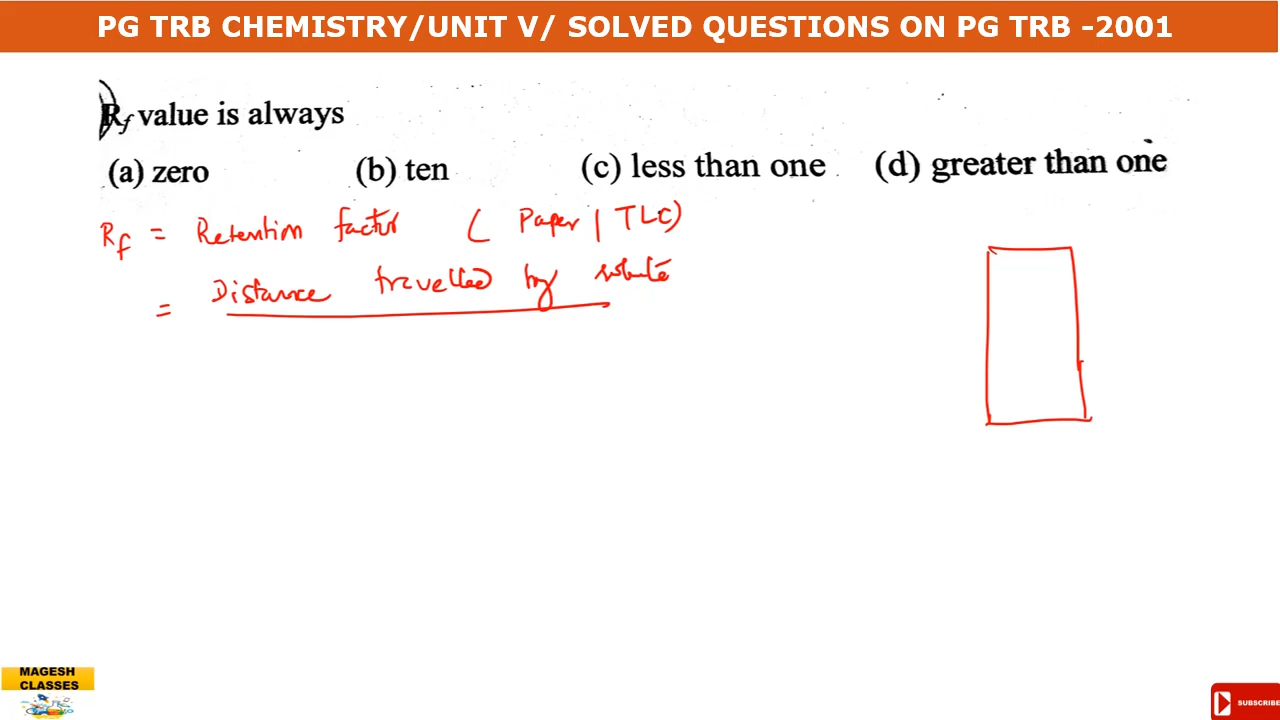 PG TRB CHEMISTRY/UNIT V/ SOLVED QUESTIONS ON PG TRB -2001
Rf value is always
(a) zero (b) ten (c) less than one (d) greater than one
Rf = Retention factor ( Paper | TLC)
= Distance travelled by solute
MAGESH
CLASSES
SUBSCRIBE